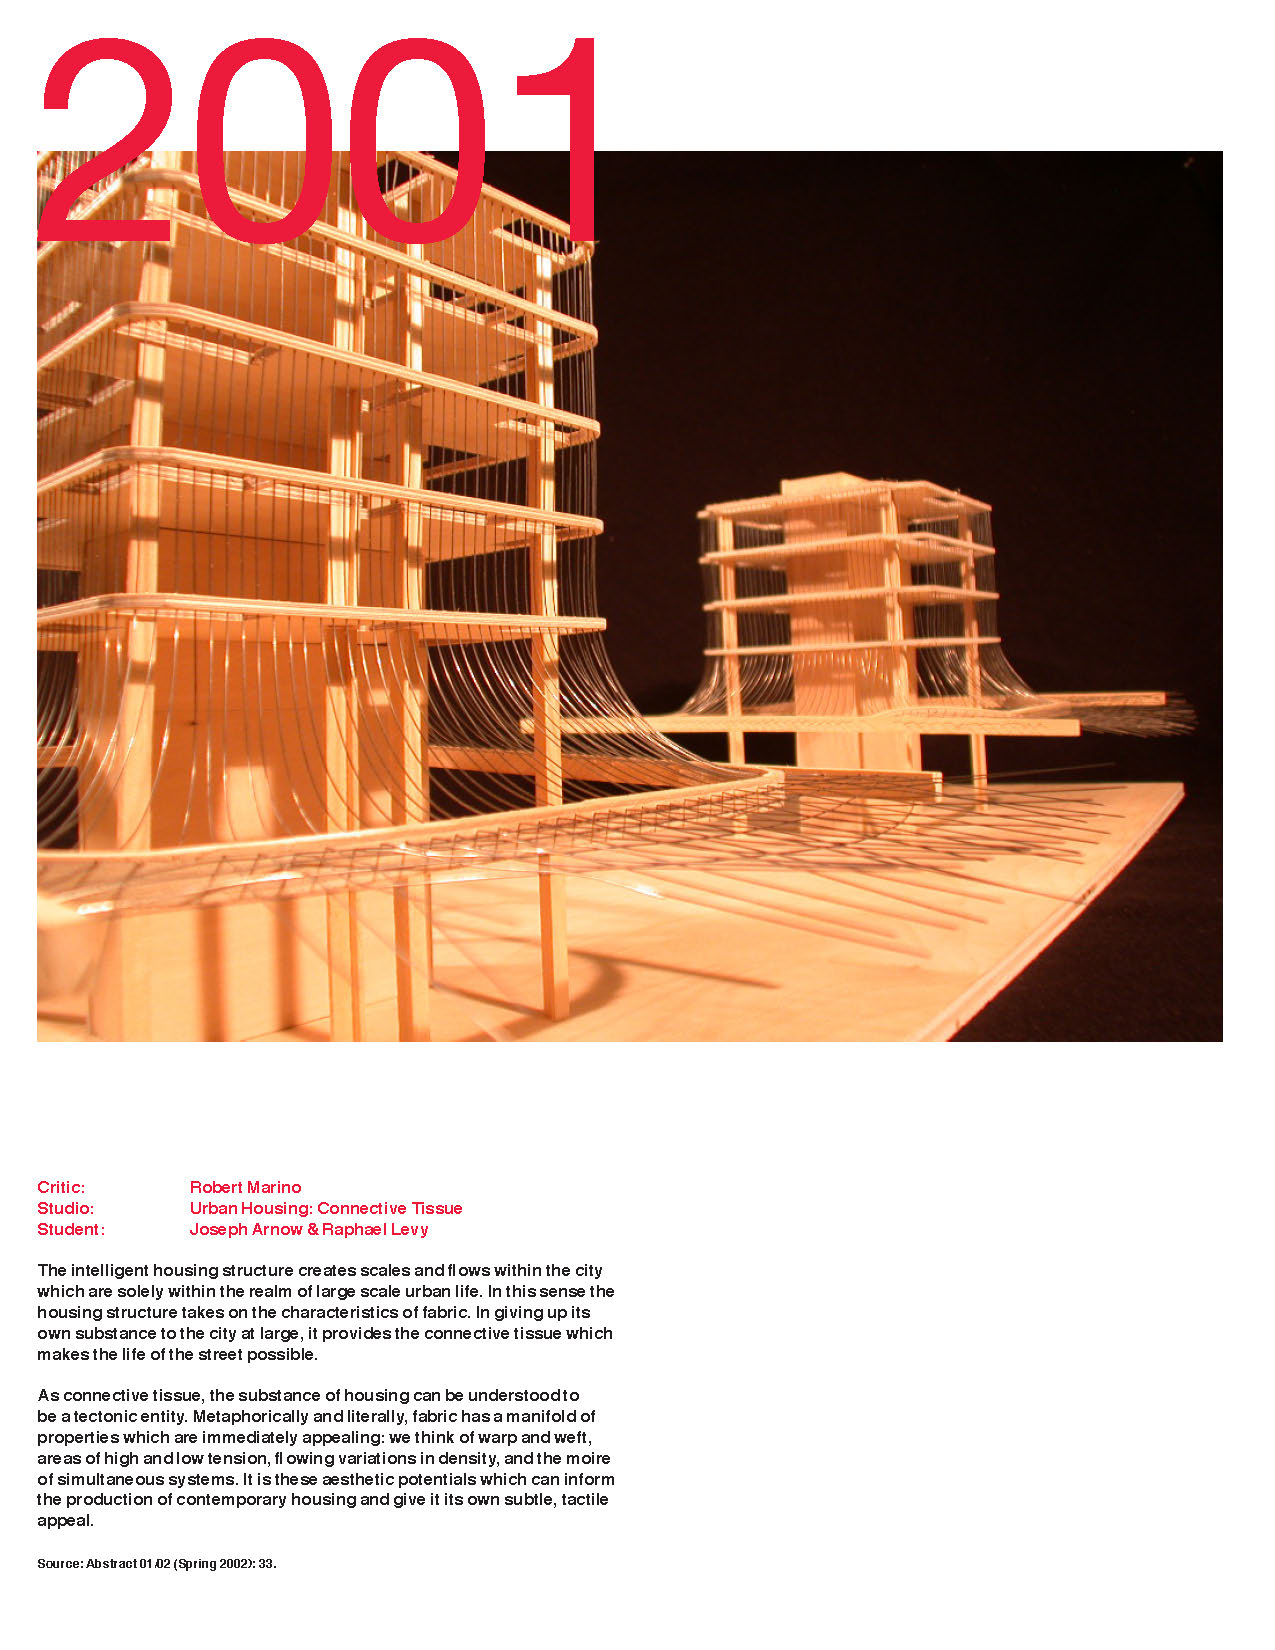 2001
Critic: Robert Marino
Studio: Urban Housing: Connective Tissue
Student: Joseph Arnow & Raphael Levy
The intelligent housing structure creates scales and flows within the city
which are solely within the realm of large scale urban life. In this sense the
housing structure takes on the characteristics of fabric. In giving up its
own substance to the city at large, it provides the connective tissue which
makes the life of the street possible.
As connective tissue, the substance of housing can be understood to
be a tectonic entity. Metaphorically and literally, fabric has a manifold of
properties which are immediately appealing: we think of warp and weft,
areas of high and low tension, flowing variations in density, and the moire
of simultaneous systems. It is these aesthetic potentials which can inform
the production of contemporary housing and give it its own subtle, tactile
appeal.
Source: Abstract 01/02 (Spring 2002): 33.